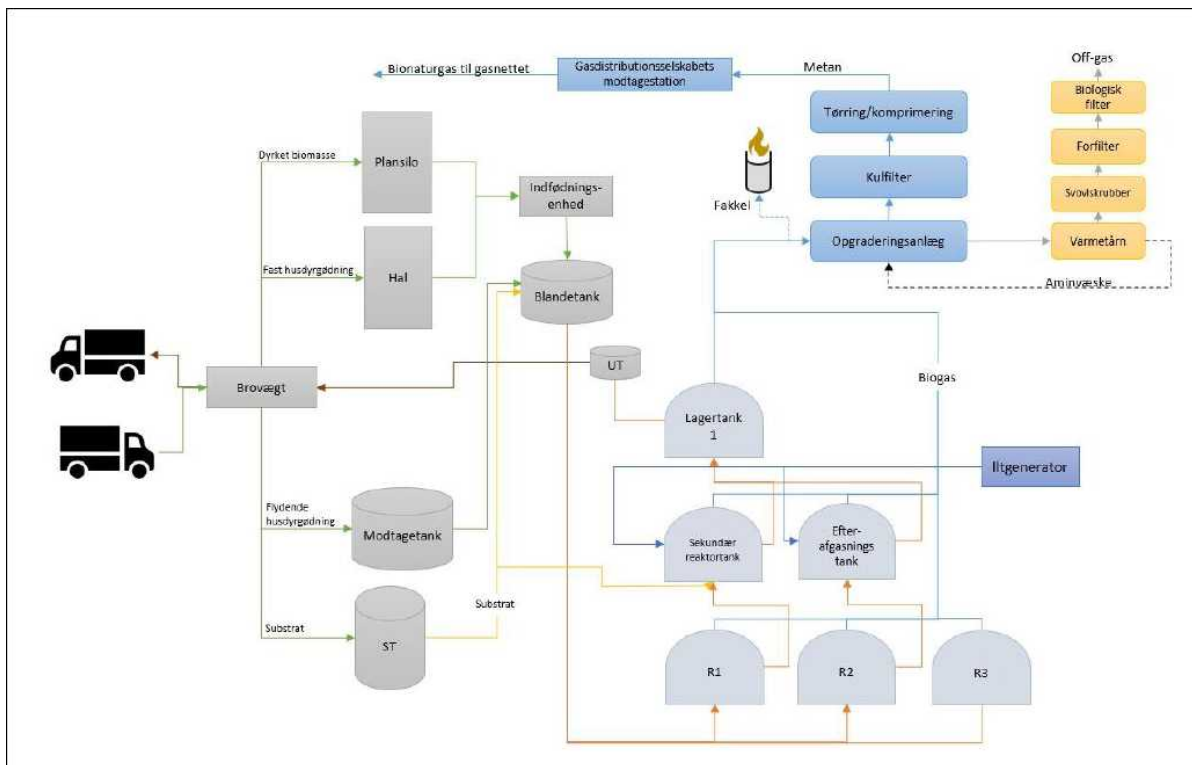 Off-gas
Bionaturgas til gasnettet
Gasdistributionsselskabets
modtagestation
Metan
Biologisk
filter
Tørring/komprimering
Dyrket biomasse
Plansilo
Forfilter
Kulfilter
Indfødnings-
enhed
Svovlskrubber
Fakkel
Opgraderingsanlæg
Varmetårn
Fast husdyrgødning
Hal
Aminvæske
Blandetank
UT
Biogas
Brovægt
Lagertank
1
Iltgenerator
Flydende
husdyrgødning
Modtagetank
Sekundær
reaktortank
Efter-
afgasnings
tank
Substrat
Substrat
ST
R1
R2
R3